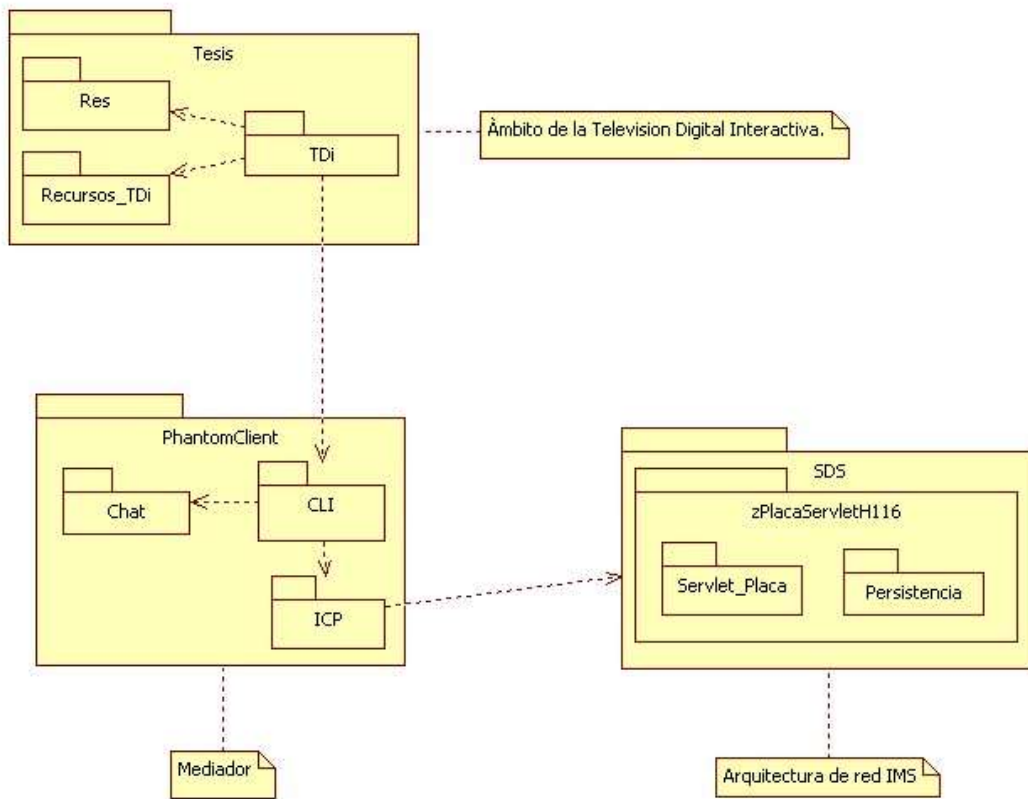 Tesis
Res
TDi
Recursos_TDi
Àmbito de la Television Digital Interactiva.
PhantomClient
Chat
CLI
ICP
SDS
zPlacaServletH116
Servlet_Placa
Persistencia
Mediador
Arquitectura de red IMS